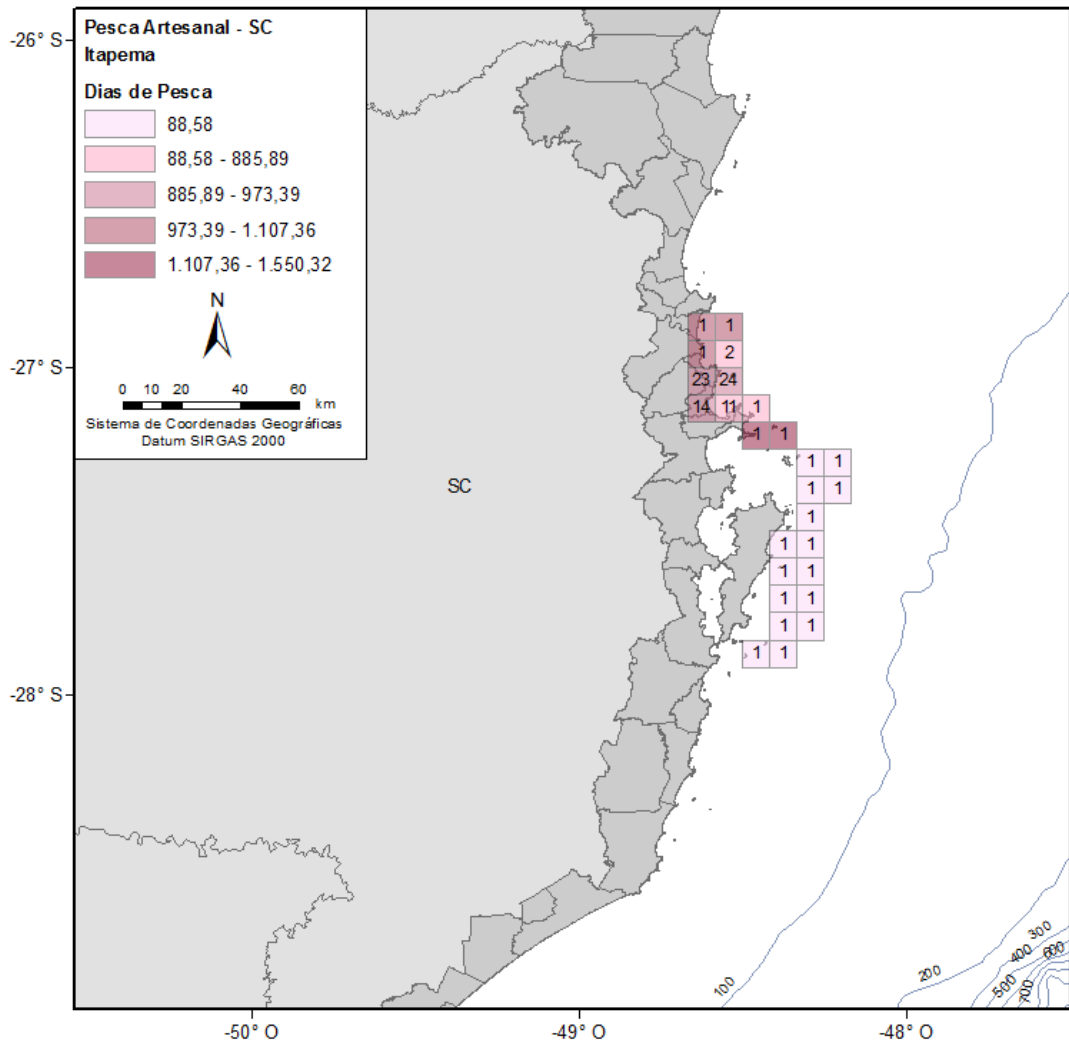 Pesca Artesanal - SC
Itapema
Dias de Pesca
88,58
88,58 - 885,89
885,89 - 973,39
973,39 - 1.107,36
1.107,36 - 1.550,32
N
0 10 20 40 60
km
Sistema de Coordenadas Geográficas
Datum SIRGAS 2000
-26° S
-27° S
-28° S
SC
1 1
1 2
23 24
14 11 1
1 1
1 1
1 1
1
1 1
1 1
1 1
1 1
1 1
100
200
300
400
500
600
700
-50° O
-49° O
-48° O